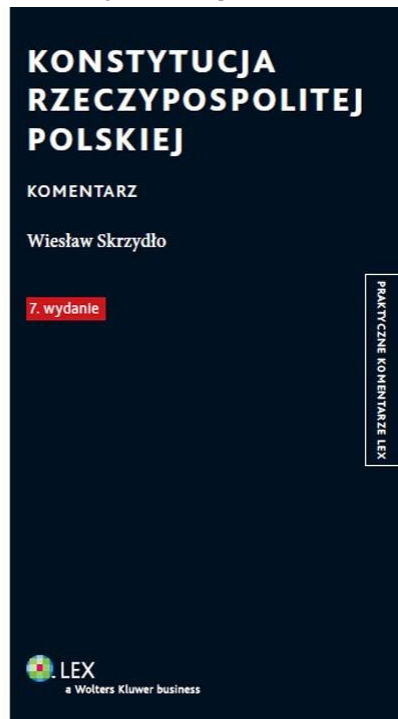 KONSTYTUCJA
RZECZYPOSPOLITEJ
POLSKIEJ
KOMENTARZ
Wiesław Skrzydło
7. wydanie
PRAKTYCZNE KOMENTARZE LEX
LEX
a Wolters Kluwer business